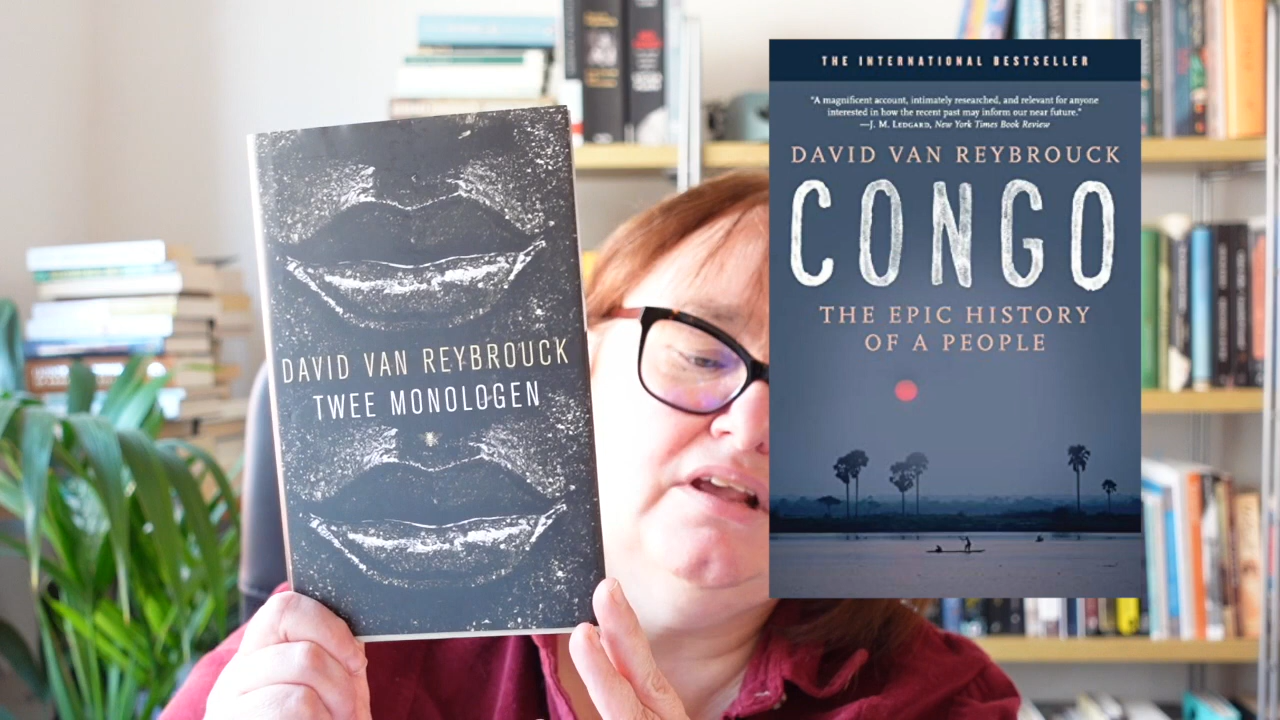 DAVID VAN REYBROUCK
TWEE MONOLOGEN
THE INTERNATIONAL BESTSELLER
"A magnificent account, intimately researched, and relevant for anyone
interested in how the recent past may inform our near future."
—J. M. LEDGARD, New York Times Book Review
DAVID VAN REYBROUCK
CONGO
THE EPIC HISTORY
OF A PEOPLE